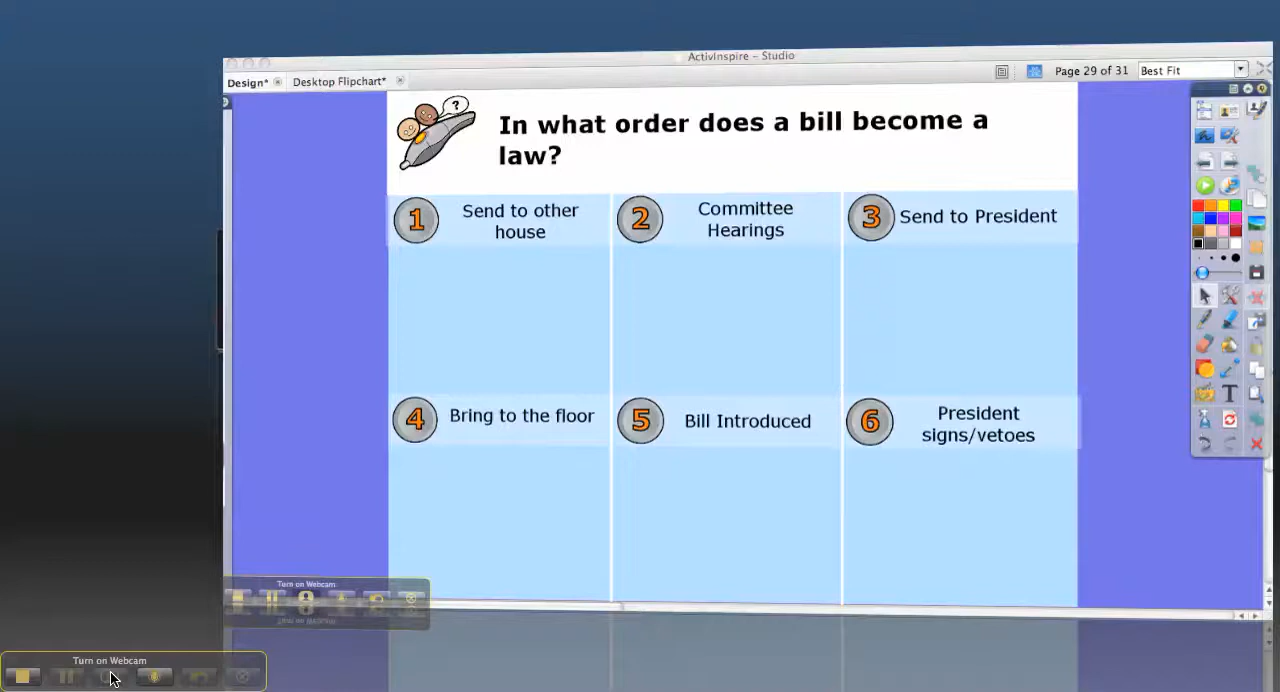 ActivInspire – Studio
Design*
Desktop Flipchart*
Page 29 of 31
Best Fit
?
In what order does a bill become a
law?
1
Send to other
house
2
Committee
Hearings
3
Send to President
4
Bring to the floor
5
Bill Introduced
6
President
signs/vetoes
T
Turn on Webcam
Turn on Webcam